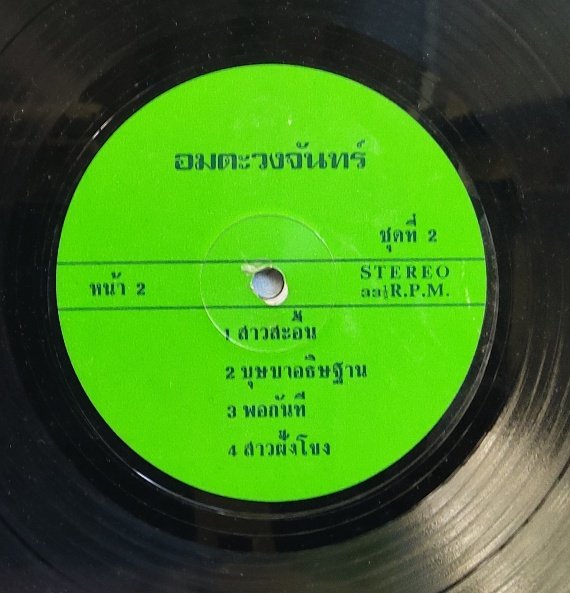 อมตะวงจันทร์
ชุดที่ 2
STEREO
หน้า 2
33⅓ R.P.M.
1 สาวสะอื้น
2 บุษบาอธิษฐาน
3 พอกันที
4 สาวฝั่งโขง